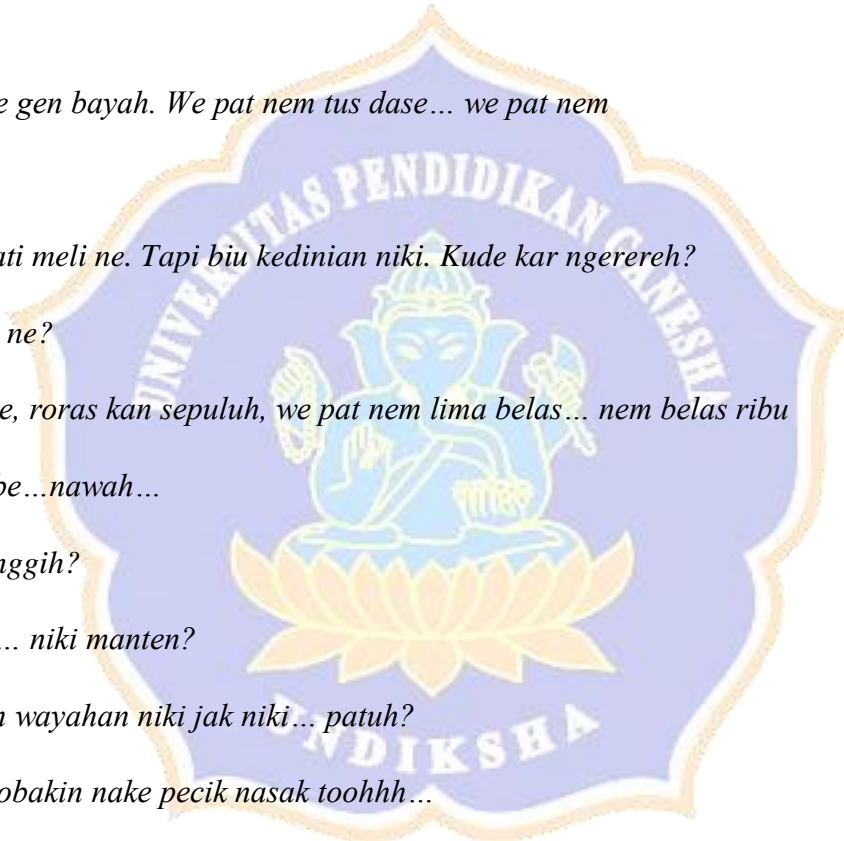 e gen bayah. We pat nem tus dase… we pat nem
ati meli ne. Tapi biu kedinian niki. Kude kar ngerereh?
ne?
e, roras kan sepuluh, we pat nem lima belas… nem belas ribu
be…nawah…
nggih?
… niki manten?
n wayahan niki jak niki… patuh?
obakin nake pecik nasak toohhh…
UNIVERSITAS PENDIDIKAN GANESHA
UNDIKSHA